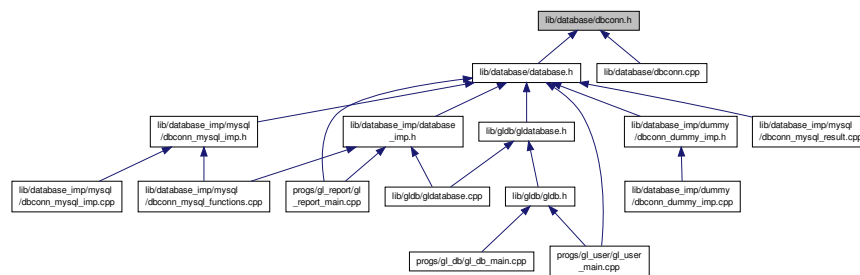 lib/database/dbconn.h
lib/database/database.h
lib/database/dbconn.cpp
lib/database_imp/mysql
/dbconn_mysql_imp.h
lib/database_imp/database
_imp.h
lib/gldb/gldatabase.h
lib/database_imp/dummy
/dbconn_dummy_imp.h
lib/database_imp/mysql
/dbconn_mysql_result.cpp
lib/database_imp/mysql
/dbconn_mysql_imp.cpp
lib/database_imp/mysql
/dbconn_mysql_functions.cpp
progs/gl_report/gl
_report_main.cpp
lib/gldb/gldatabase.cpp
lib/gldb/gldb.h
lib/database_imp/dummy
/dbconn_dummy_imp.cpp
progs/gl_db/gl_db_main.cpp
progs/gl_user/gl_user
_main.cpp